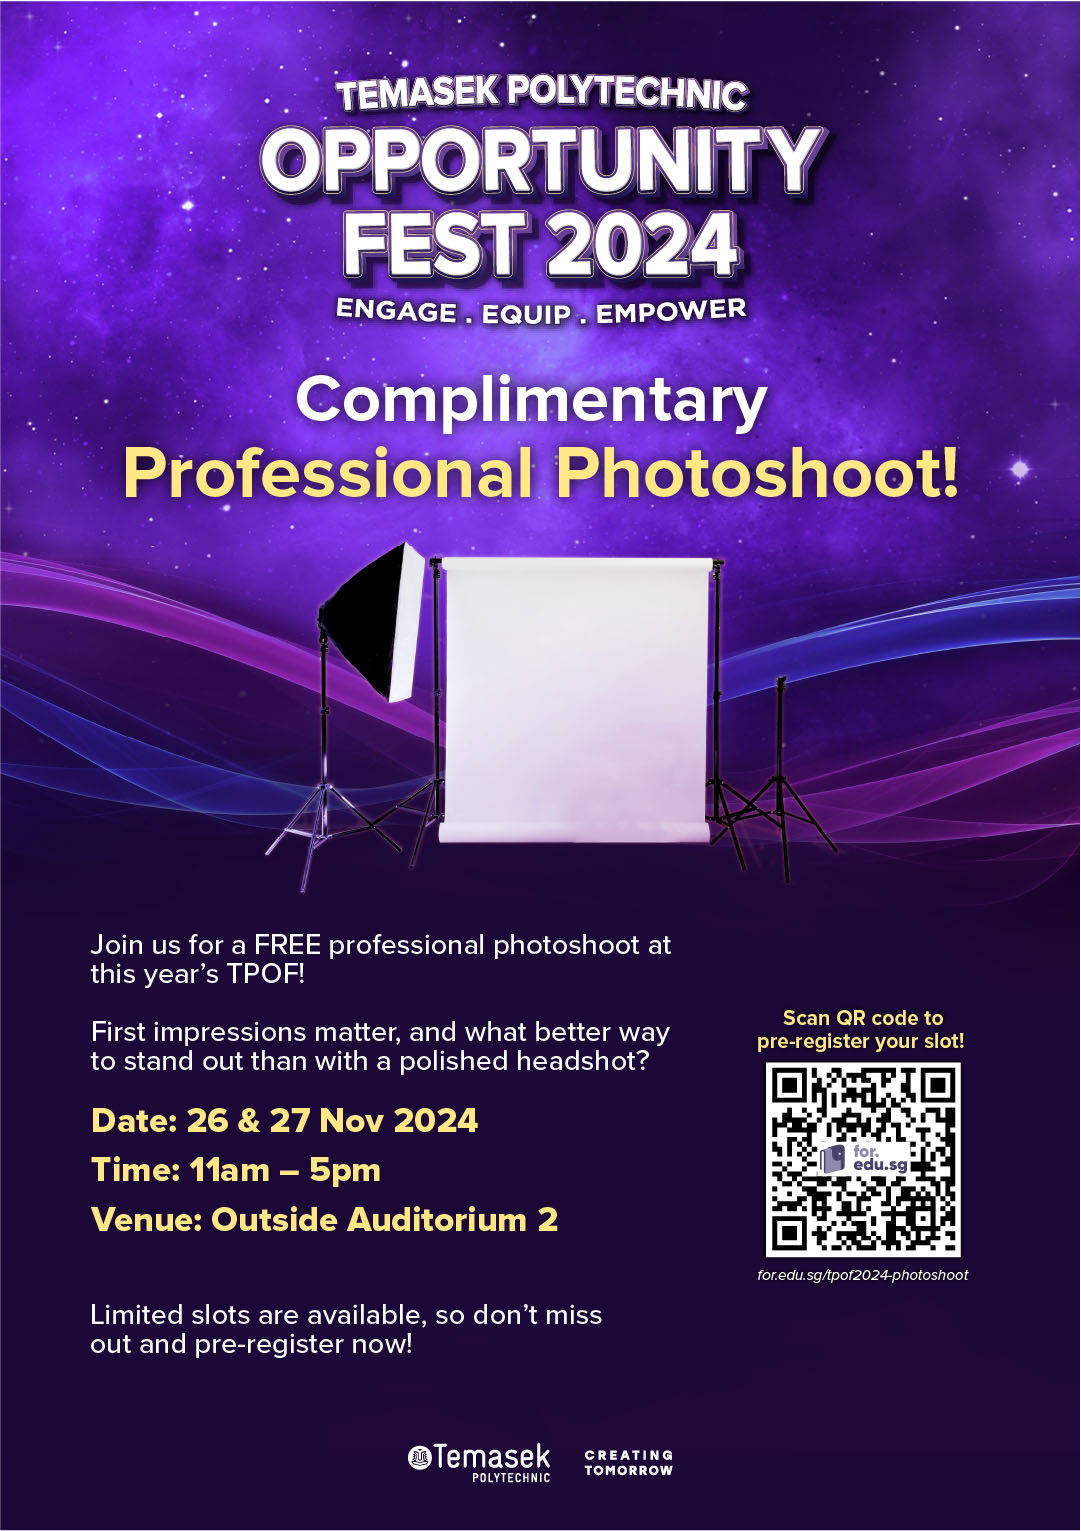 TEMASEK POLYTECHNIC
OPPORTUNITY
FEST 2024
ENGAGE . EQUIP . EMPOWER
Complimentary
Professional Photoshoot!
Join us for a FREE professional photoshoot at
this year’s TPOF!
First impressions matter, and what better way
to stand out than with a polished headshot?
Date: 26 & 27 Nov 2024
Time: 11am – 5pm
Venue: Outside Auditorium 2
Limited slots are available, so don’t miss
out and pre-register now!
Scan QR code to
pre-register your slot!
for.
edu.sg
for.edu.sg/tpof2024-photoshoot
Temasek
POLYTECHNIC
CREATING
TOMORROW